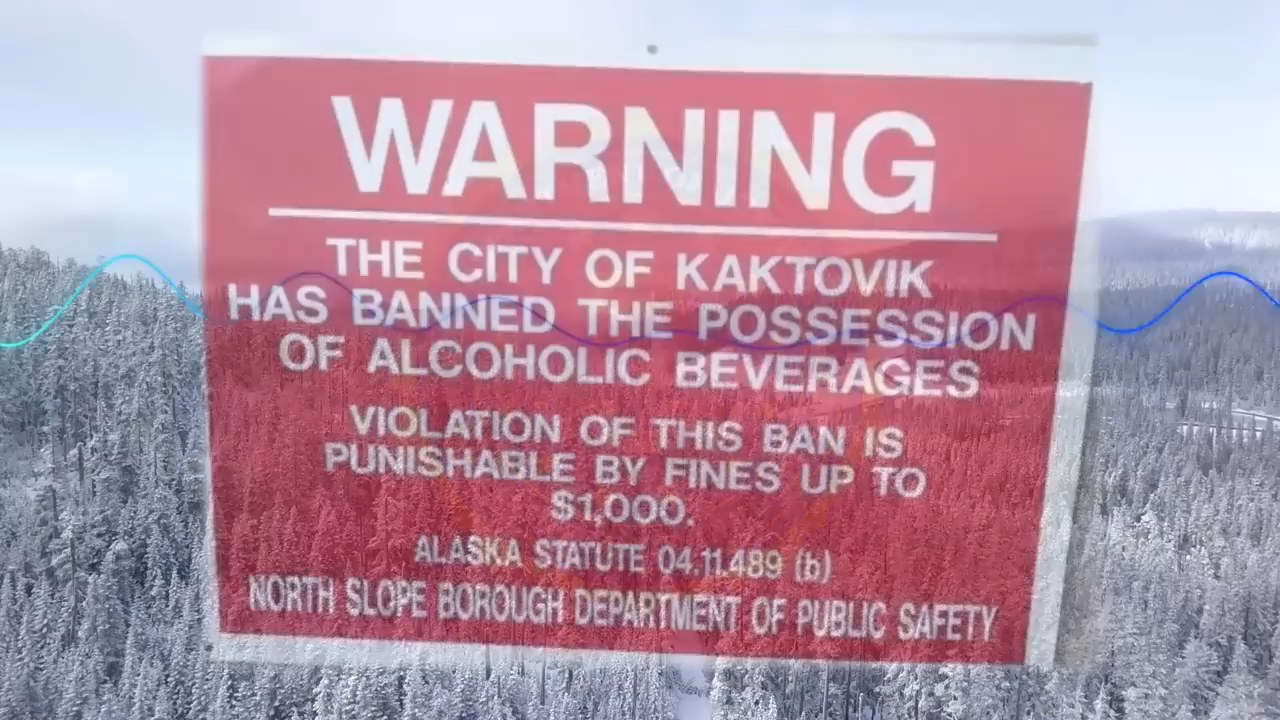 WARNING
THE CITY OF KAKTOVIK
HAS BANNED THE POSSESSION
OF ALCOHOLIC BEVERAGES
VIOLATION OF THIS BAN IS
PUNISHABLE BY FINES UP TO
$1,000.
ALASKA STATUTE 04.11.489 (b)
NORTH SLOPE BOROUGH DEPARTMENT OF PUBLIC SAFETY